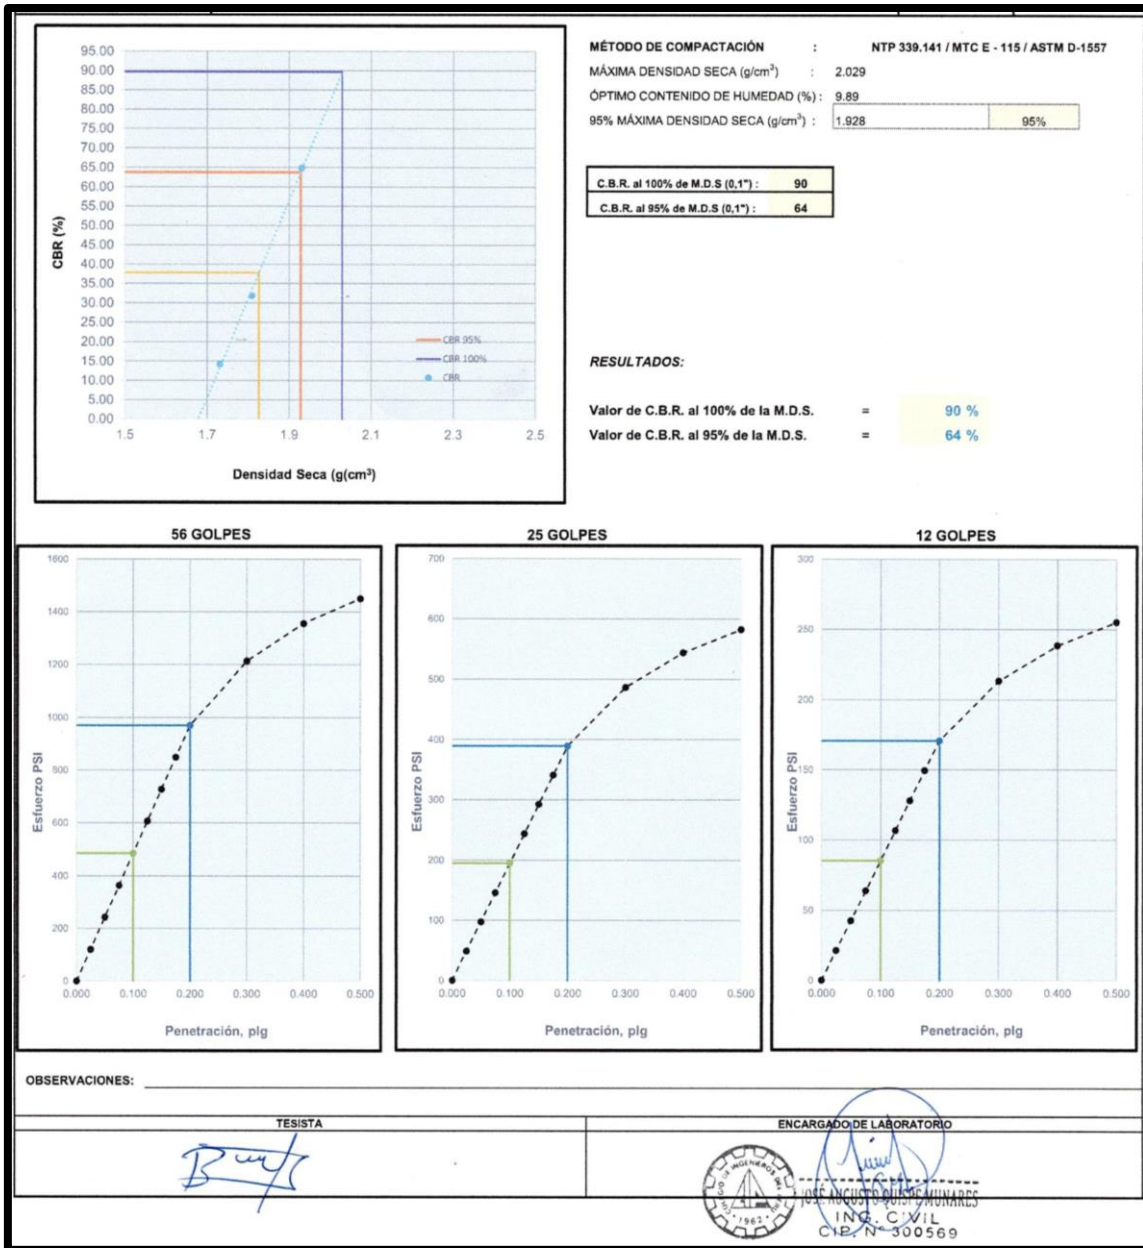 95.00
90.00
85.00
80.00
75.00
70.00
65.00
60.00
55.00
50.00
45.00
40.00
35.00
30.00
25.00
20.00
15.00
10.00
5.00
0.00
CBR (%)
CBR 95%
CBR 100%
CBR
1.5 1.7 1.9 2.1 2.3 2.5
Densidad Seca (g(cm³)
MÉTODO DE COMPACTACIÓN : NTP 339.141 / MTC E - 115 / ASTM D-1557
MÁXIMA DENSIDAD SECA (g/cm³) : 2.029
ÓPTIMO CONTENIDO DE HUMEDAD (%) : 9.89
95% MÁXIMA DENSIDAD SECA (g/cm³) : 1.928 95%
C.B.R. al 100% de M.D.S (0,1") : 90
C.B.R. al 95% de M.D.S (0,1") : 64
RESULTADOS:
Valor de C.B.R. al 100% de la M.D.S. = 90 %
Valor de C.B.R. al 95% de la M.D.S. = 64 %
56 GOLPES
1600
1400
1200
1000
800
600
400
200
0
Esfuerzo PSI
0.000 0.100 0.200 0.300 0.400 0.500
Penetración, plg
25 GOLPES
700
600
500
400
300
200
100
0
Esfuerzo PSI
0.000 0.100 0.200 0.300 0.400 0.500
Penetración, plg
12 GOLPES
300
250
200
150
100
50
0
Esfuerzo PSI
0.000 0.100 0.200 0.300 0.400 0.500
Penetración, plg
OBSERVACIONES:
TESISTA
ENCARGADO DE LABORATORIO
COLEGIO DE INGENIEROS DEL PERU
1962
JOSÉ AUGUSTO QUISPE MUNARES
ING. CIVIL
CIP. N° 300569